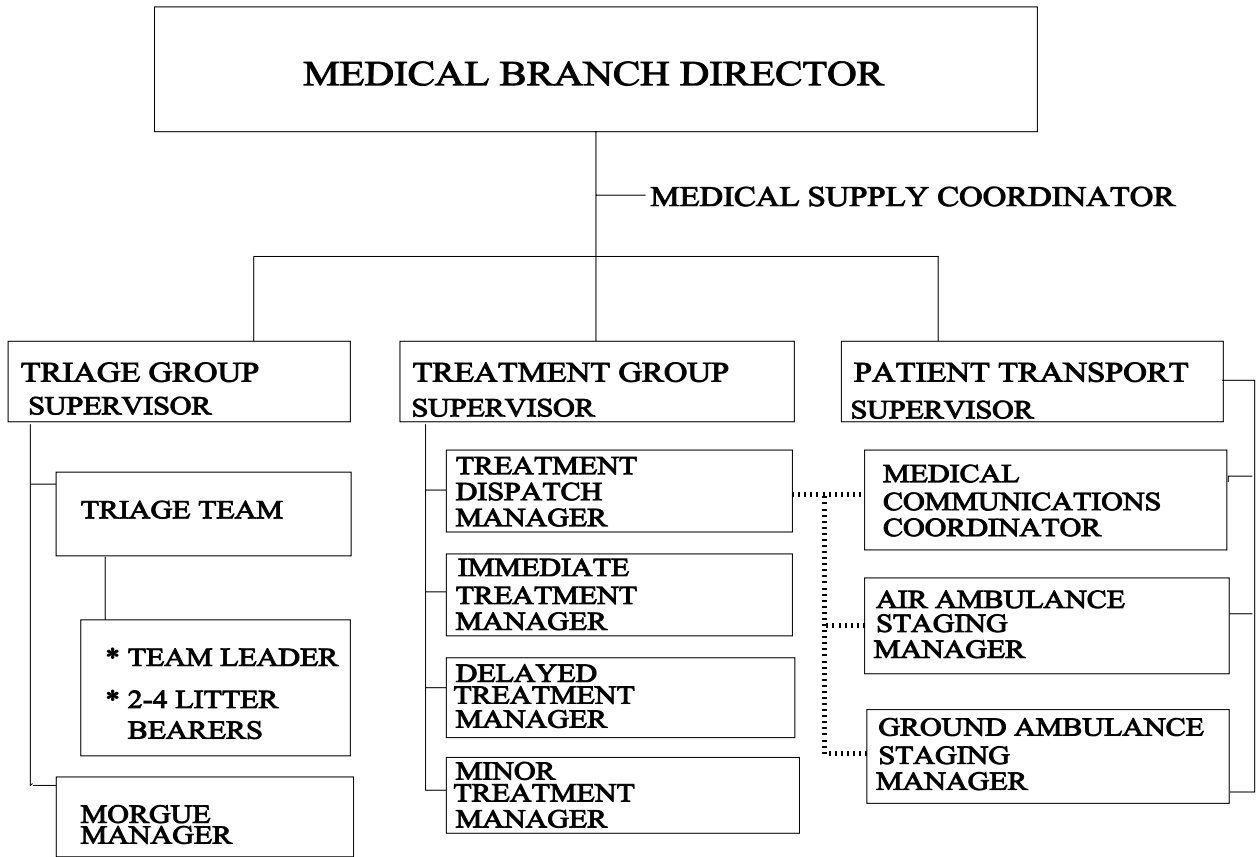 MEDICAL BRANCH DIRECTOR
MEDICAL SUPPLY COORDINATOR
TRIAGE GROUP
SUPERVISOR
TRIAGE TEAM
* TEAM LEADER
* 2-4 LITTER
BEARERS
MORGUE
MANAGER
TREATMENT GROUP
SUPERVISOR
TREATMENT
DISPATCH
MANAGER
IMMEDIATE
TREATMENT
MANAGER
DELAYED
TREATMENT
MANAGER
MINOR
TREATMENT
MANAGER
PATIENT TRANSPORT
SUPERVISOR
MEDICAL
COMMUNICATIONS
COORDINATOR
AIR AMBULANCE
STAGING
MANAGER
GROUND AMBULANCE
STAGING
MANAGER